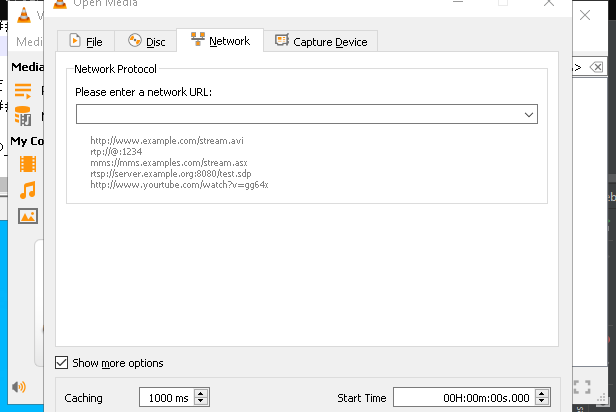 Open Media
Medi
File
Disc
Network
Capture Device
Media
Network Protocol
Please enter a network URL:
http://www.example.com/stream.avi
rtp://@:1234
mms://mms.examples.com/stream.asx
rtsp://server.example.org:8080/test.sdp
http://www.yourtube.com/watch?v=gg64x
My Co
Show more options
Caching
1000 ms
Start Time
00H:00m:00s.000